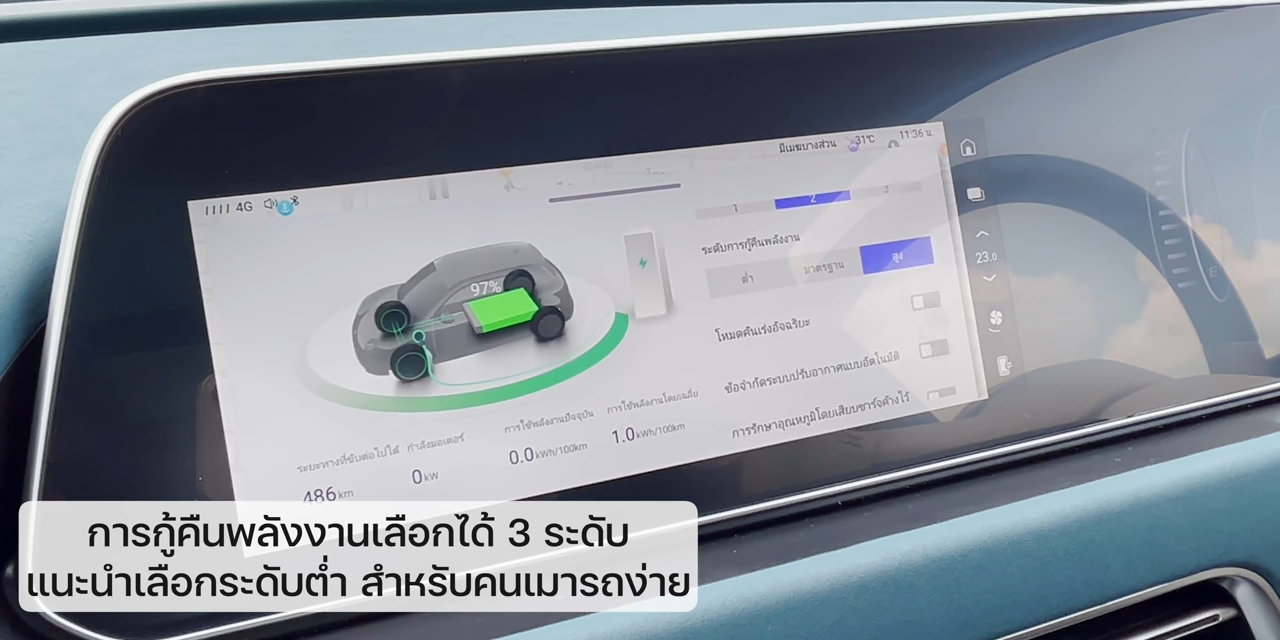 4G
มีเมฆบางส่วน 31℃ 11:36 น.
1 2 3
ระดับการกู้คืนพลังงาน
ต่ำ มาตรฐาน สูง
97%
23.0
โหมดคันเร่งอัจฉริยะ
ข้อจำกัดระบบปรับอากาศแบบอัตโนมัติ
การรักษาอุณหภูมิโดยเสียบชาร์จค้างไว้
ระยะทางที่ขับต่อไปได้ กำลังมอเตอร์ การใช้พลังงานปัจจุบัน การใช้พลังงานโดยเฉลี่ย
486 km 0 kW 0.0 kWh/100km 1.0 kWh/100km
การกู้คืนพลังงานเลือกได้ 3 ระดับ
แนะนำเลือกระดับต่ำ สำหรับคนเมารถง่าย